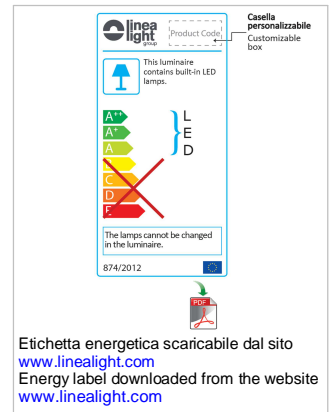 linea
light
group
Product Code
Casella
personalizzabile
Customizable
box
This luminaire
contains built-in LED
lamps.
A++
A+
A
L
E
D
C
D
E
The lamps cannot be changed
in the luminaire.
874/2012
PDF
Etichetta energetica scaricabile dal sito
www.linealight.com
Energy label downloaded from the website
www.linealight.com